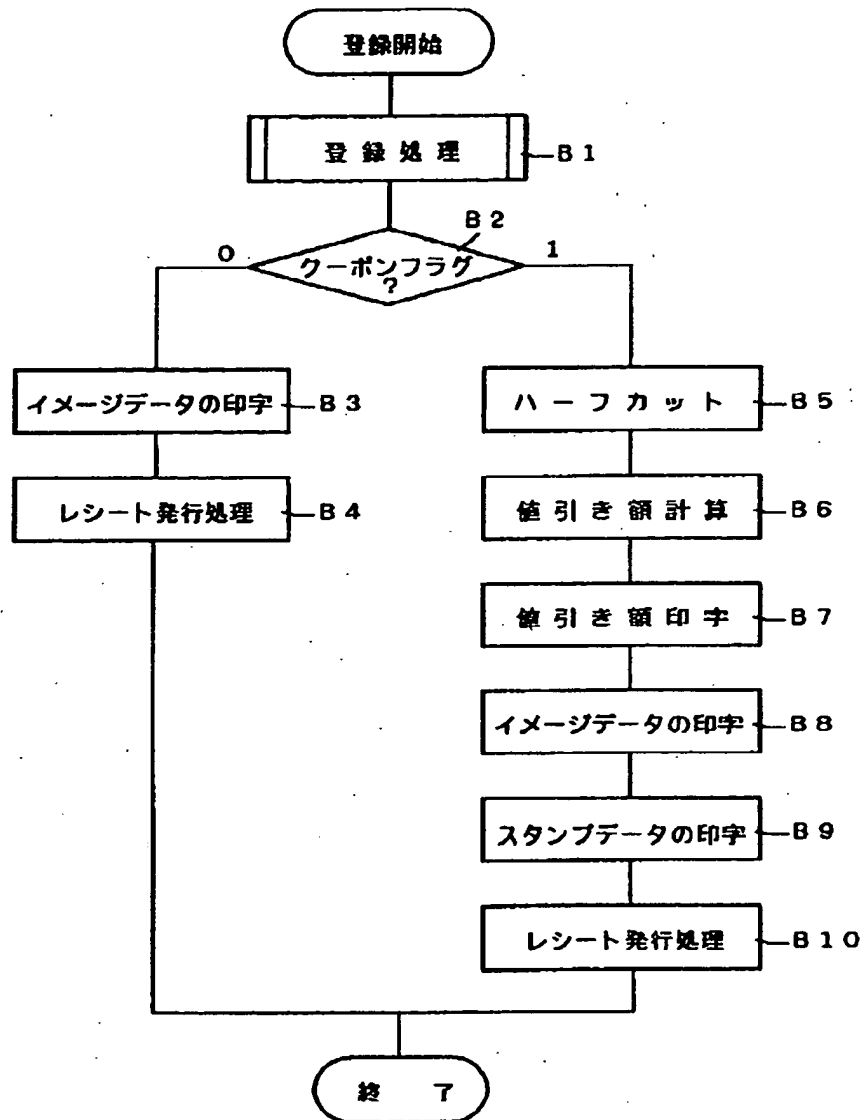 登録開始
登録処理
B1
B2
0
1
クーポンフラグ
?
イメージデータの印字
B3
レシート発行処理
B4
ハーフカット
B5
値引き額計算
B6
値引き額印字
B7
イメージデータの印字
B8
スタンプデータの印字
B9
レシート発行処理
B10
終了